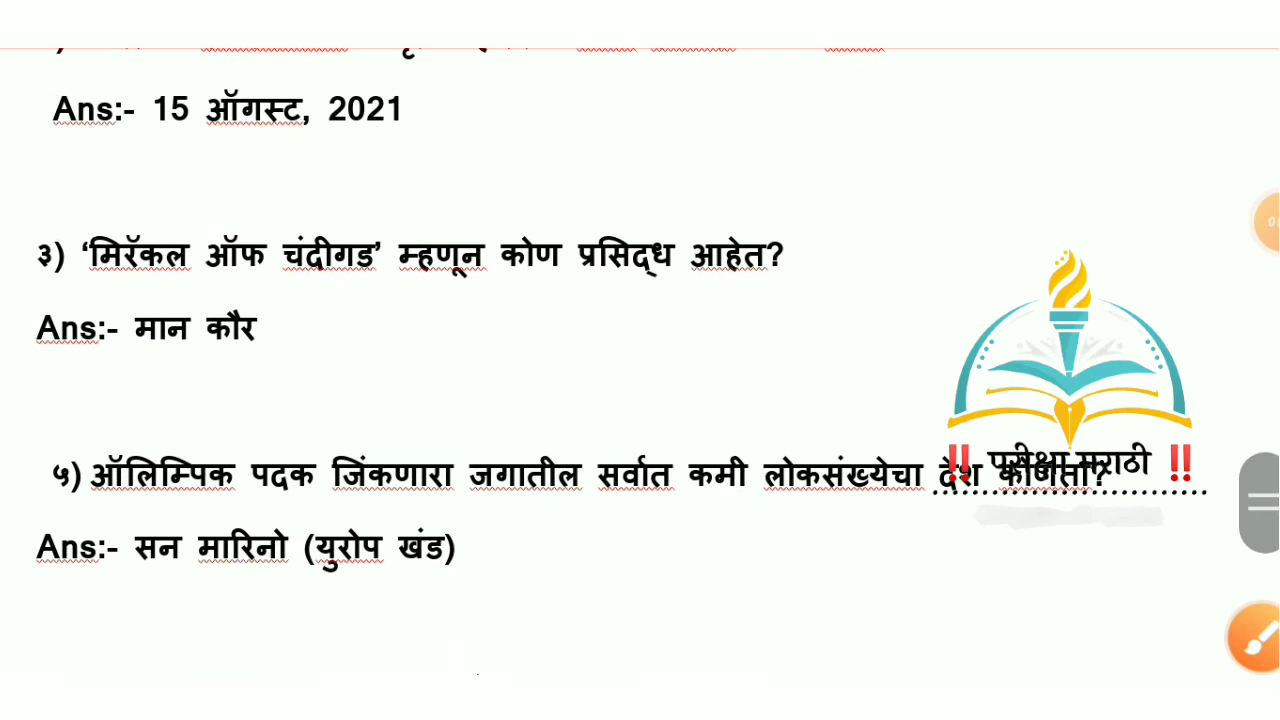 Ans:- 15 ऑगस्ट, 2021
३) ‘मिरॅकल ऑफ चंदीगड’ म्हणून कोण प्रसिद्ध आहेत?
Ans:- मान कौर
५) ऑलिम्पिक पदक जिंकणारा जगातील सर्वात कमी लोकसंख्येचा देश कोणता?
‼ परीक्षा मराठी ‼
Ans:- सन मारिनो (युरोप खंड)